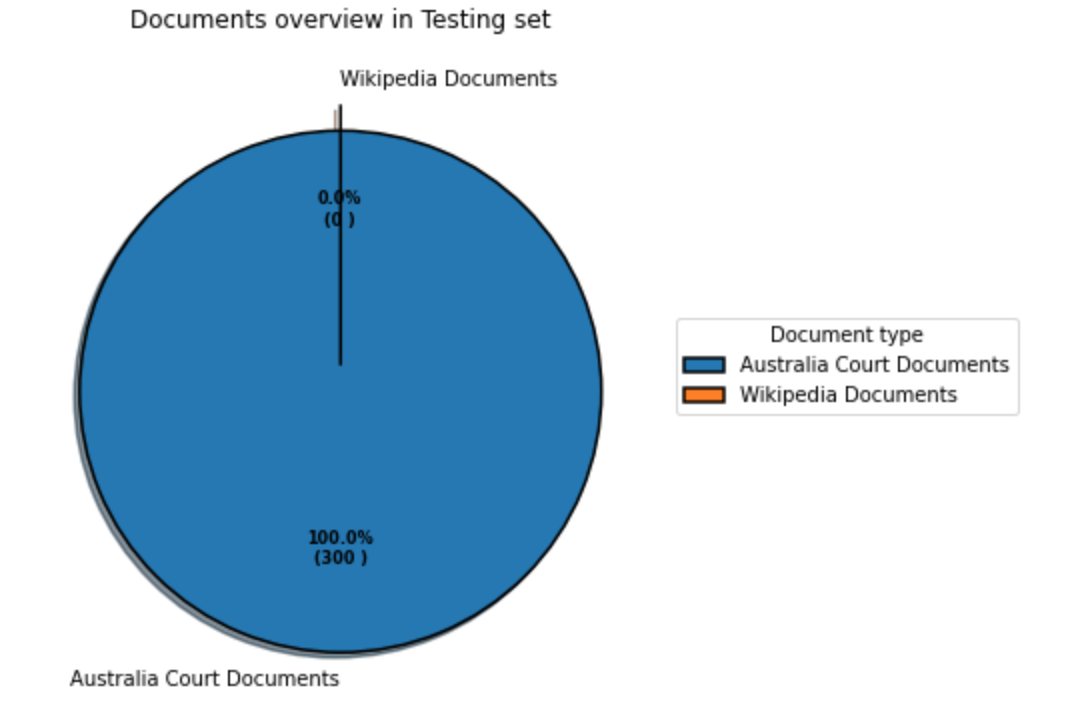 Documents overview in Testing set
Wikipedia Documents
0.0%
(0 )
100.0%
(300 )
Australia Court Documents
Document type
Australia Court Documents
Wikipedia Documents